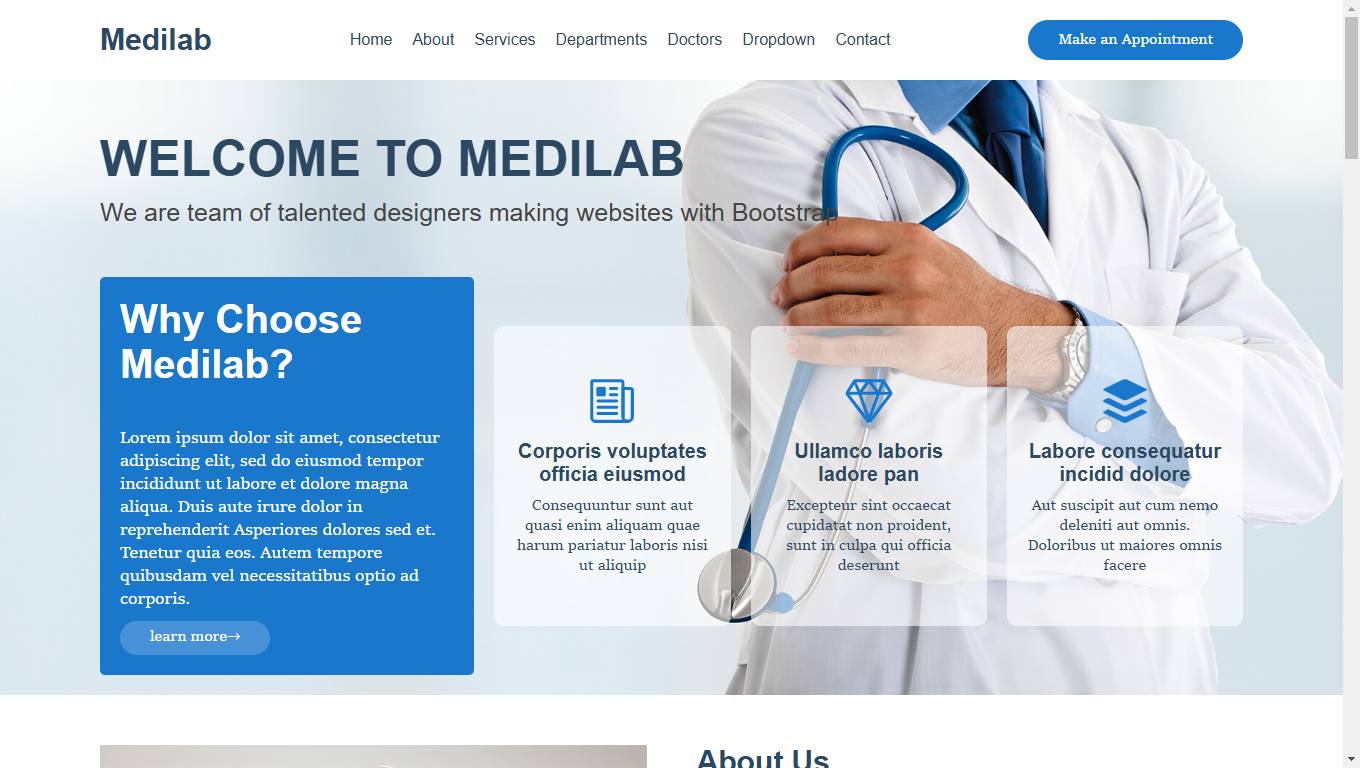 Medilab
Home About Services Departments Doctors Dropdown Contact
Make an Appointment
WELCOME TO MEDILAB
We are team of talented designers making websites with Bootstrap
Why Choose
Medilab?
Lorem ipsum dolor sit amet, consectetur
adipiscing elit, sed do eiusmod tempor
incididunt ut labore et dolore magna
aliqua. Duis aute irure dolor in
reprehenderit Asperiores dolores sed et.
Tenetur quia eos. Autem tempore
quibusdam vel necessitatibus optio ad
corporis.
learn more→
Corporis voluptates
officia eiusmod
Consequuntur sunt aut
quasi enim aliquam quae
harum pariatur laboris nisi
ut aliquip
Ullamco laboris
ladore pan
Excepteur sint occaecat
cupidatat non proident,
sunt in culpa qui officia
deserunt
Labore consequatur
incidid dolore
Aut suscipit aut cum nemo
deleniti aut omnis.
Doloribus ut maiores omnis
facere
About Us